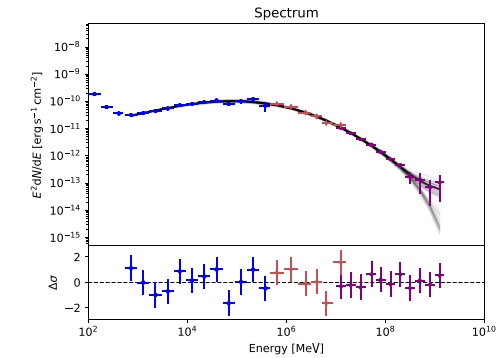 Spectrum
E²dN/dE [erg s⁻¹ cm⁻²]
10⁻⁸
10⁻⁹
10⁻¹⁰
10⁻¹¹
10⁻¹²
10⁻¹³
10⁻¹⁴
10⁻¹⁵
Δσ
2
0
−2
10² 10⁴ 10⁶ 10⁸ 10¹⁰
Energy [MeV]